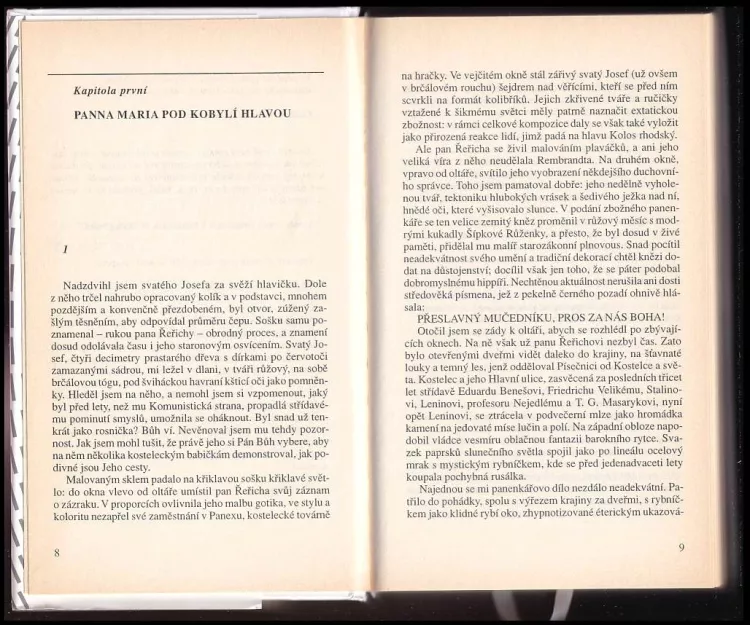 Kapitola první
PANNA MARIA POD KOBYLÍ HLAVOU
1
Nadzdvihl jsem svatého Josefa za svěží hlavičku. Dole
z něho trčel nahrubo opracovaný kolík a v podstavci, mnohem
pozdějším a konvenčně přezdobeném, byl otvor, zúžený za-
šlým těsněním, aby odpovídal průměru čepu. Sošku samu po-
znamenal – rukou pana Řeřichy – obrodný proces, a znamení
dosud odolávala času i jeho staronovým osvícením. Svatý Jo-
sef, čtyři decimetry prastarého dřeva s dírkami po červotoči
zamazanými sádrou, mi ležel v dlani, v tváři růžový, na sobě
brčálovou tógu, pod šviháckou havraní kšticí oči jako pomněn-
ky. Hleděl jsem na něho, a nemohl jsem si vzpomenout, jaký
byl před lety, než mu Komunistická strana, propadlá střídavé-
mu pominutí smyslů, umožnila se oháknout. Byl snad už ten-
krát jako rosnička? Bůh ví. Nevěnoval jsem mu tehdy pozor-
nost. Jak jsem mohl tušit, že právě jeho si Pán Bůh vybere, aby
na něm několika kosteleckým babičkám demonstroval, jak po-
divné jsou Jeho cesty.
Malovaným sklem padalo na křiklavou sošku křiklavé svět-
lo: do okna vlevo od oltáře umístil pan Řeřicha svůj záznam
o zázraku. V proporcích ovlivnila jeho malbu gotika, ve stylu a
koloritu nezapřel své zaměstnání v Panexu, kostelecké továrně
8
na hračky. Ve vejčitém okně stál zářivý svatý Josef (už ovšem
v brčálovém rouchu) šejdrem nad věřícími, kteří se před ním
scvrkli na formát kolibříků. Jejich zkřivené tváře a ručičky
vztažené k šikmému světci měly patrně naznačit extatickou
zbožnost: v rámci celkové kompozice daly se však také vyložit
jako přirozená reakce lidí, jimž padá na hlavu Kolos rhodský.
Ale pan Řeřicha se živil malováním plaváčků, a ani jeho
veliká víra z něho neudělala Rembrandta. Na druhém okně,
vpravo od oltáře, svítilo jeho vyobrazení někdejšího duchovní-
ho správce. Toho jsem pamatoval dobře: jeho nedělně vyhole-
nou tvář, tektoniku hlubokých vrásek a šedivého ježka nad ní,
hnědé oči, které vyšisovalo slunce. V podání zbožného panen-
káře se ten velice zemitý kněz proměnil v růžový měsíc s mod-
rými kukadly Šípkové Růženky, a přesto, že byl dosud v živé
paměti, přidělal mu malíř starozákonní plnovous. Snad pocítil
neadekvátnost svého umění a tradiční dekorací chtěl knězi do-
dat na důstojenství; docílil však jen toho, že se páter podobal
dobromyslnému hippíri. Nechtěnou aktuálnost nerušila ani dosti
středověká písmena, jež z pekelně černého pozadí ohnivě hlá-
sala:
PŘESLAVNÝ MUČEDNÍKU, PROS ZA NÁS BOHA!
Otočil jsem se zády k oltáři, abych se rozhlédl po zbývají-
cích oknech. Na ně však už panu Řeřichovi nezbyl čas. Zato
bylo otevřenými dveřmi vidět daleko do krajiny, na šťavnaté
louky a temný les, jenž odděloval Písečnici od Kostelce a svě-
ta. Kostelec a jeho Hlavní ulice, zasvěcená za posledních třicet
let střídavě Eduardu Benešovi, Friedrichu Velikému, Stalino-
vi, Leninovi, profesoru Nejedlému a T. G. Masarykovi, nyní
opět Leninovi, se ztrácela v podvečerní mlze jako hromádka
kamení na jedovaté míse lučin a polí. Na západní obloze napo-
dobil vládce vesmíru oblačnou fantazii barokního rytce. Sva-
zek paprsků slunečního světla spojil jako po lineálu ocelový
mrak s mystickým rybníčkem, kde se před jedenadvaceti lety
koupala pochybná rusálka.
Najednou se mi panenkářovo dílo nezdálo neadekvátní. Pa-
třilo do pohádky, spolu s výřezem krajiny za dveřmi, s rybníč-
kem jako klidné rybí oko, zhypnotizované éterickým ukazová-
9